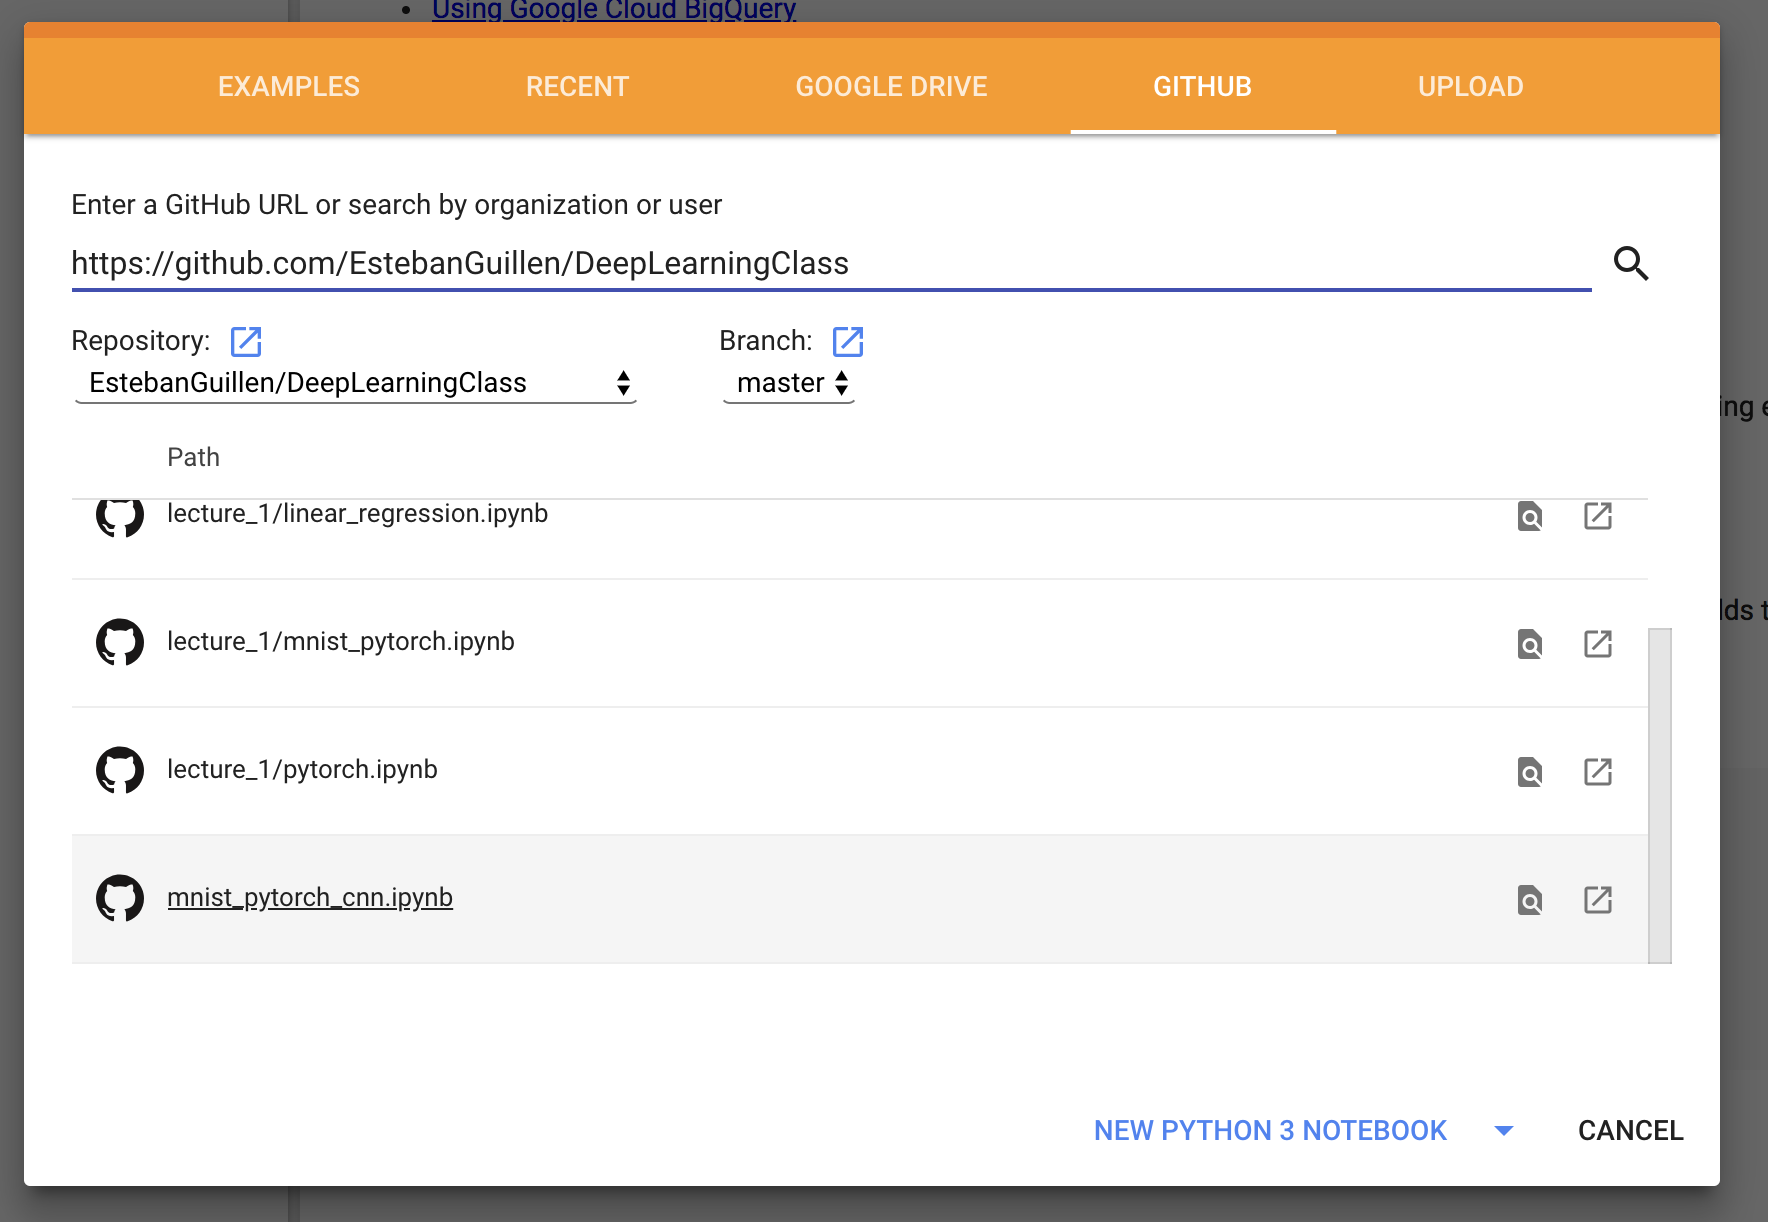 Using Google Cloud BigQuery
EXAMPLES RECENT GOOGLE DRIVE GITHUB UPLOAD
Enter a GitHub URL or search by organization or user
https://github.com/EstebanGuillen/DeepLearningClass
Repository: Branch:
EstebanGuillen/DeepLearningClass master
ing e
Path
lecture_1/linear_regression.ipynb
lds t
lecture_1/mnist_pytorch.ipynb
lecture_1/pytorch.ipynb
mnist_pytorch_cnn.ipynb
NEW PYTHON 3 NOTEBOOK CANCEL